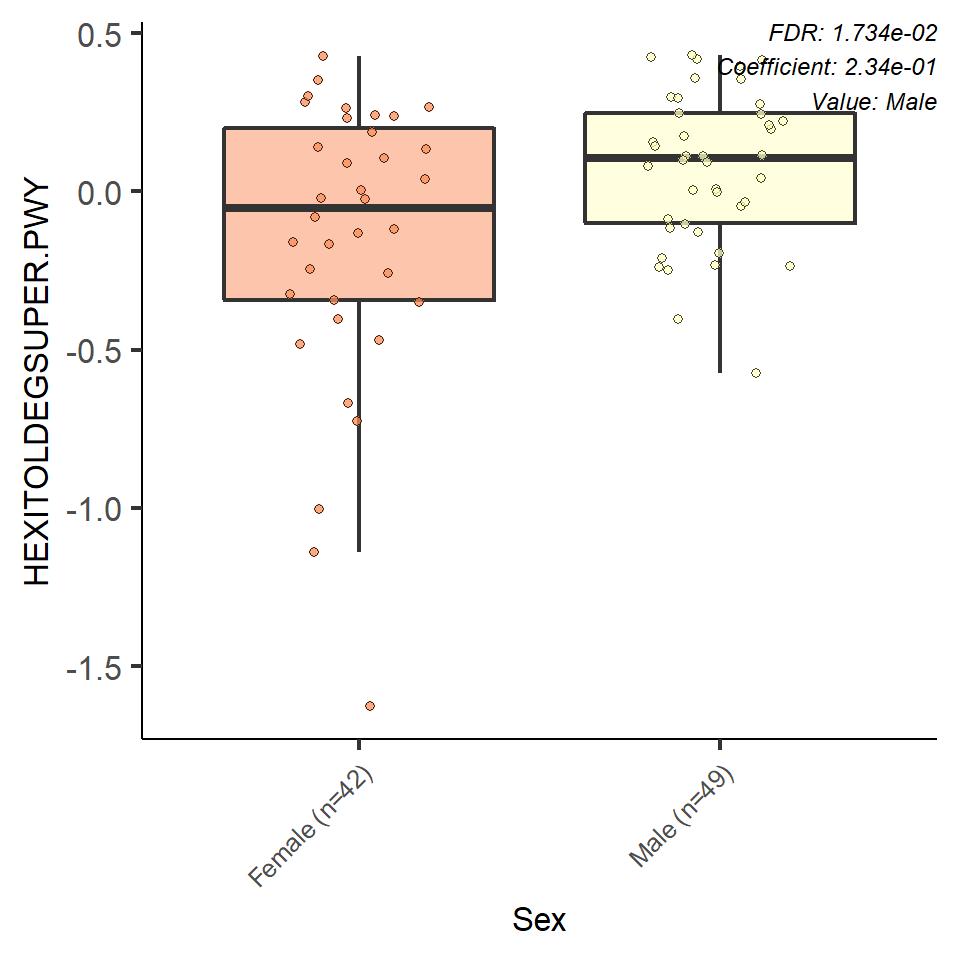 FDR: 1.734e-02
Coefficient: 2.34e-01
Value: Male
HEXITOLDEGSUPER.PWY
0.5
0.0
-0.5
-1.0
-1.5
Female (n=42)
Male (n=49)
Sex